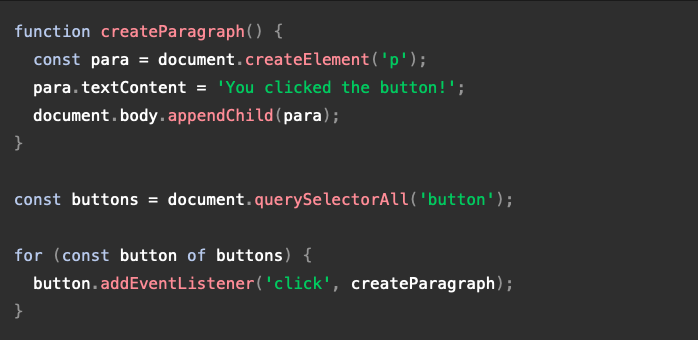 function createParagraph() {
  const para = document.createElement('p');
  para.textContent = 'You clicked the button!';
  document.body.appendChild(para);
}

const buttons = document.querySelectorAll('button');

for (const button of buttons) {
  button.addEventListener('click', createParagraph);
}